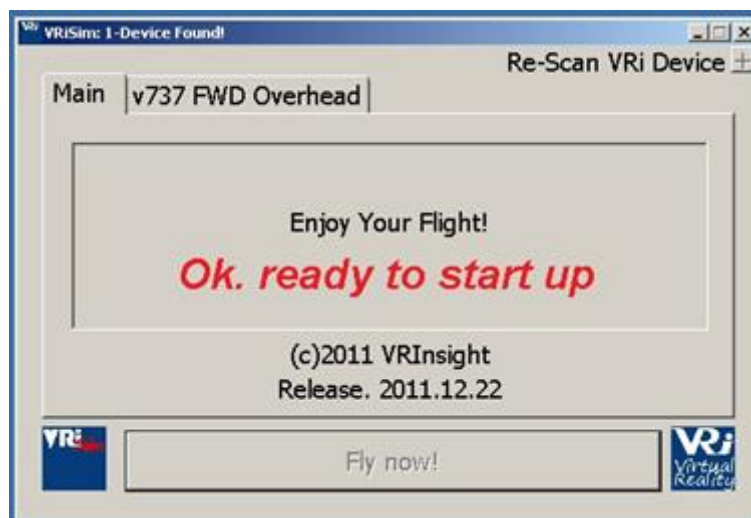 VRiSim: 1-Device Found!
Re-Scan VRi Device
Main
v737 FWD Overhead
Enjoy Your Flight!
Ok. ready to start up
(c)2011 VRInsight
Release. 2011.12.22
VRi
Fly now!
VRi
Virtual
Reality